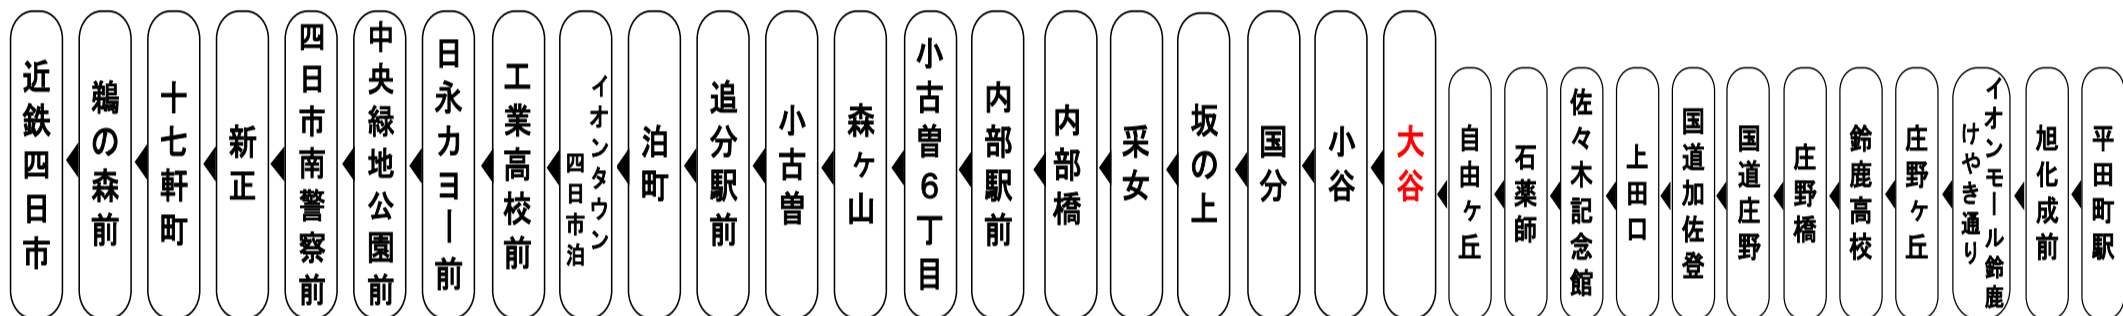 近鉄四日市
鵜の森前
十七軒町
新正
四日市南警察前
中央緑地公園前
日永カヨー前
工業高校前
イオンタウン
四日市泊
泊町
追分駅前
小古曽
森ヶ山
小古曽6丁目
内部駅前
内部橋
采女
坂の上
国分
小谷
大谷
自由ヶ丘
石薬師
佐々木記念館
上田口
国道加佐登
国道庄野
庄野橋
鈴鹿高校
庄野ヶ丘
イオンモール鈴鹿
けやき通り
旭化成前
平田町駅